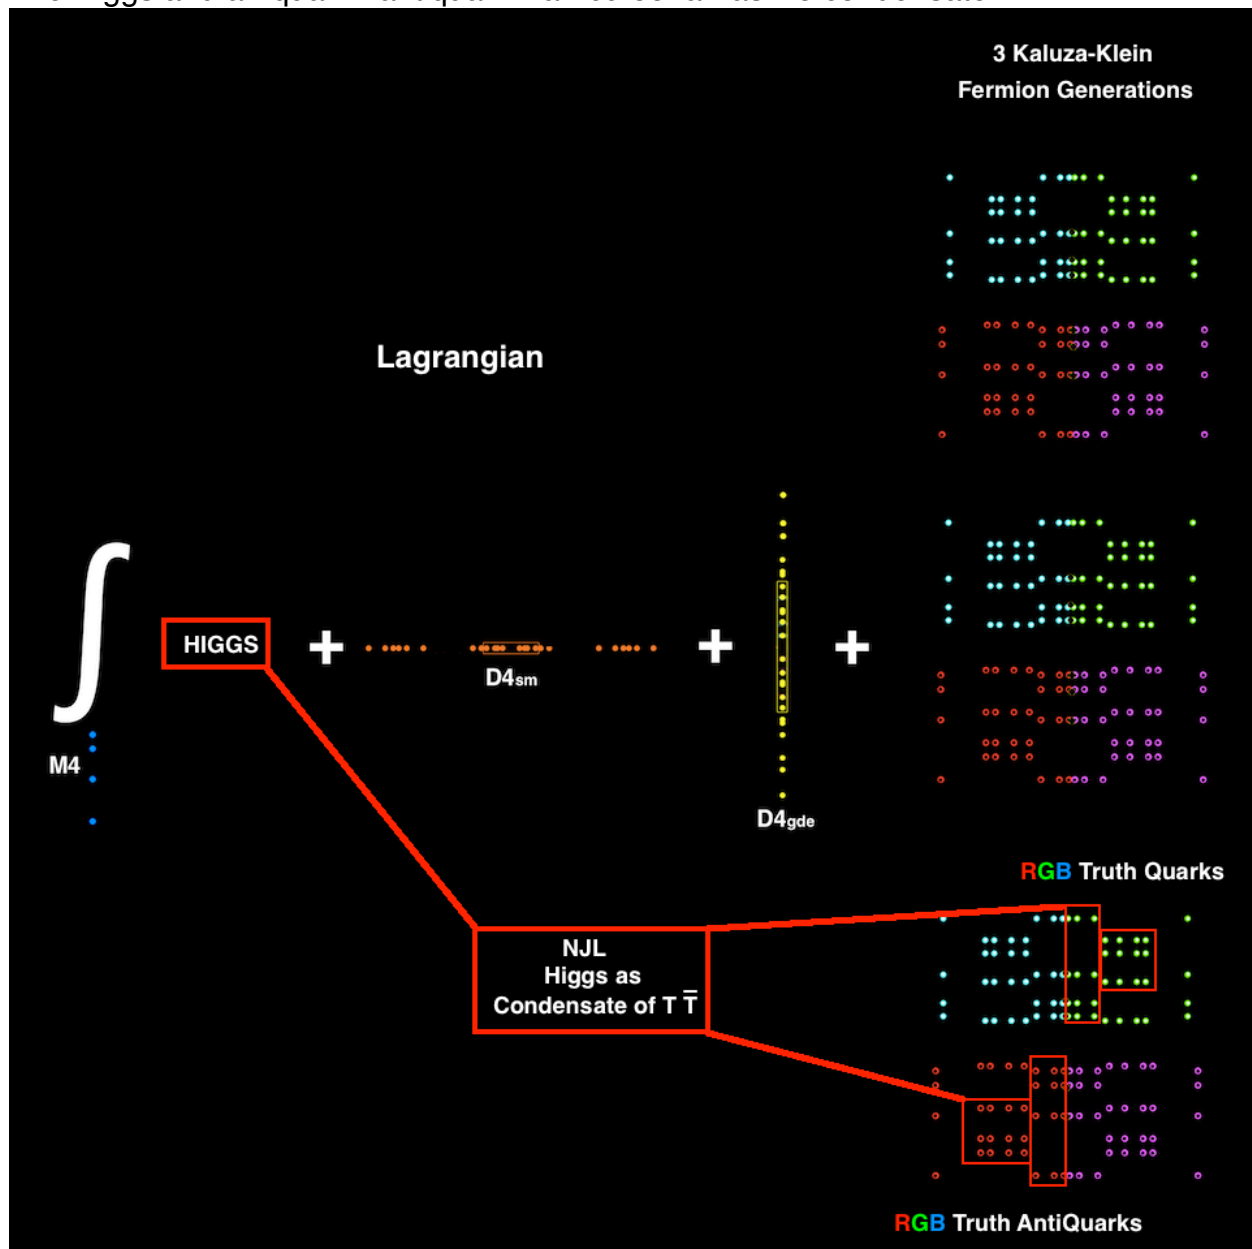 3 Kaluza-Klein
Fermion Generations
Lagrangian
∫ HIGGS + D4sm + D4gde +
M4
RGB Truth Quarks
NJL
Higgs as
Condensate of T T̅
RGB Truth AntiQuarks